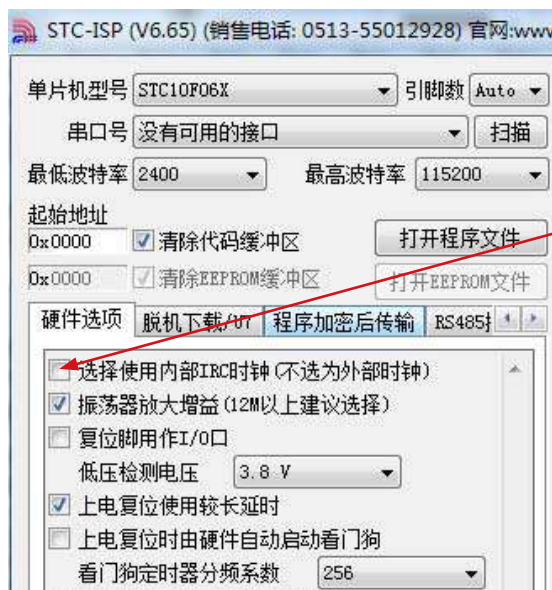 STC-ISP (V6.65) (销售电话: 0513-55012928) 官网:www
单片机型号 STC10F06X 引脚数 Auto
串口号 没有可用的接口 扫描
最低波特率 2400 最高波特率 115200
起始地址
0x0000 清除代码缓冲区 打开程序文件
0x0000 清除EEPROM缓冲区 打开EEPROM文件
硬件选项 脱机下载/U7 程序加密后传输 RS485
选择使用内部IRC时钟(不选为外部时钟)
振荡器放大增益(12M以上建议选择)
复位脚用作I/O口
低压检测电压 3.8 V
上电复位使用较长延时
上电复位时由硬件自动启动看门狗
看门狗定时器分频系数 256